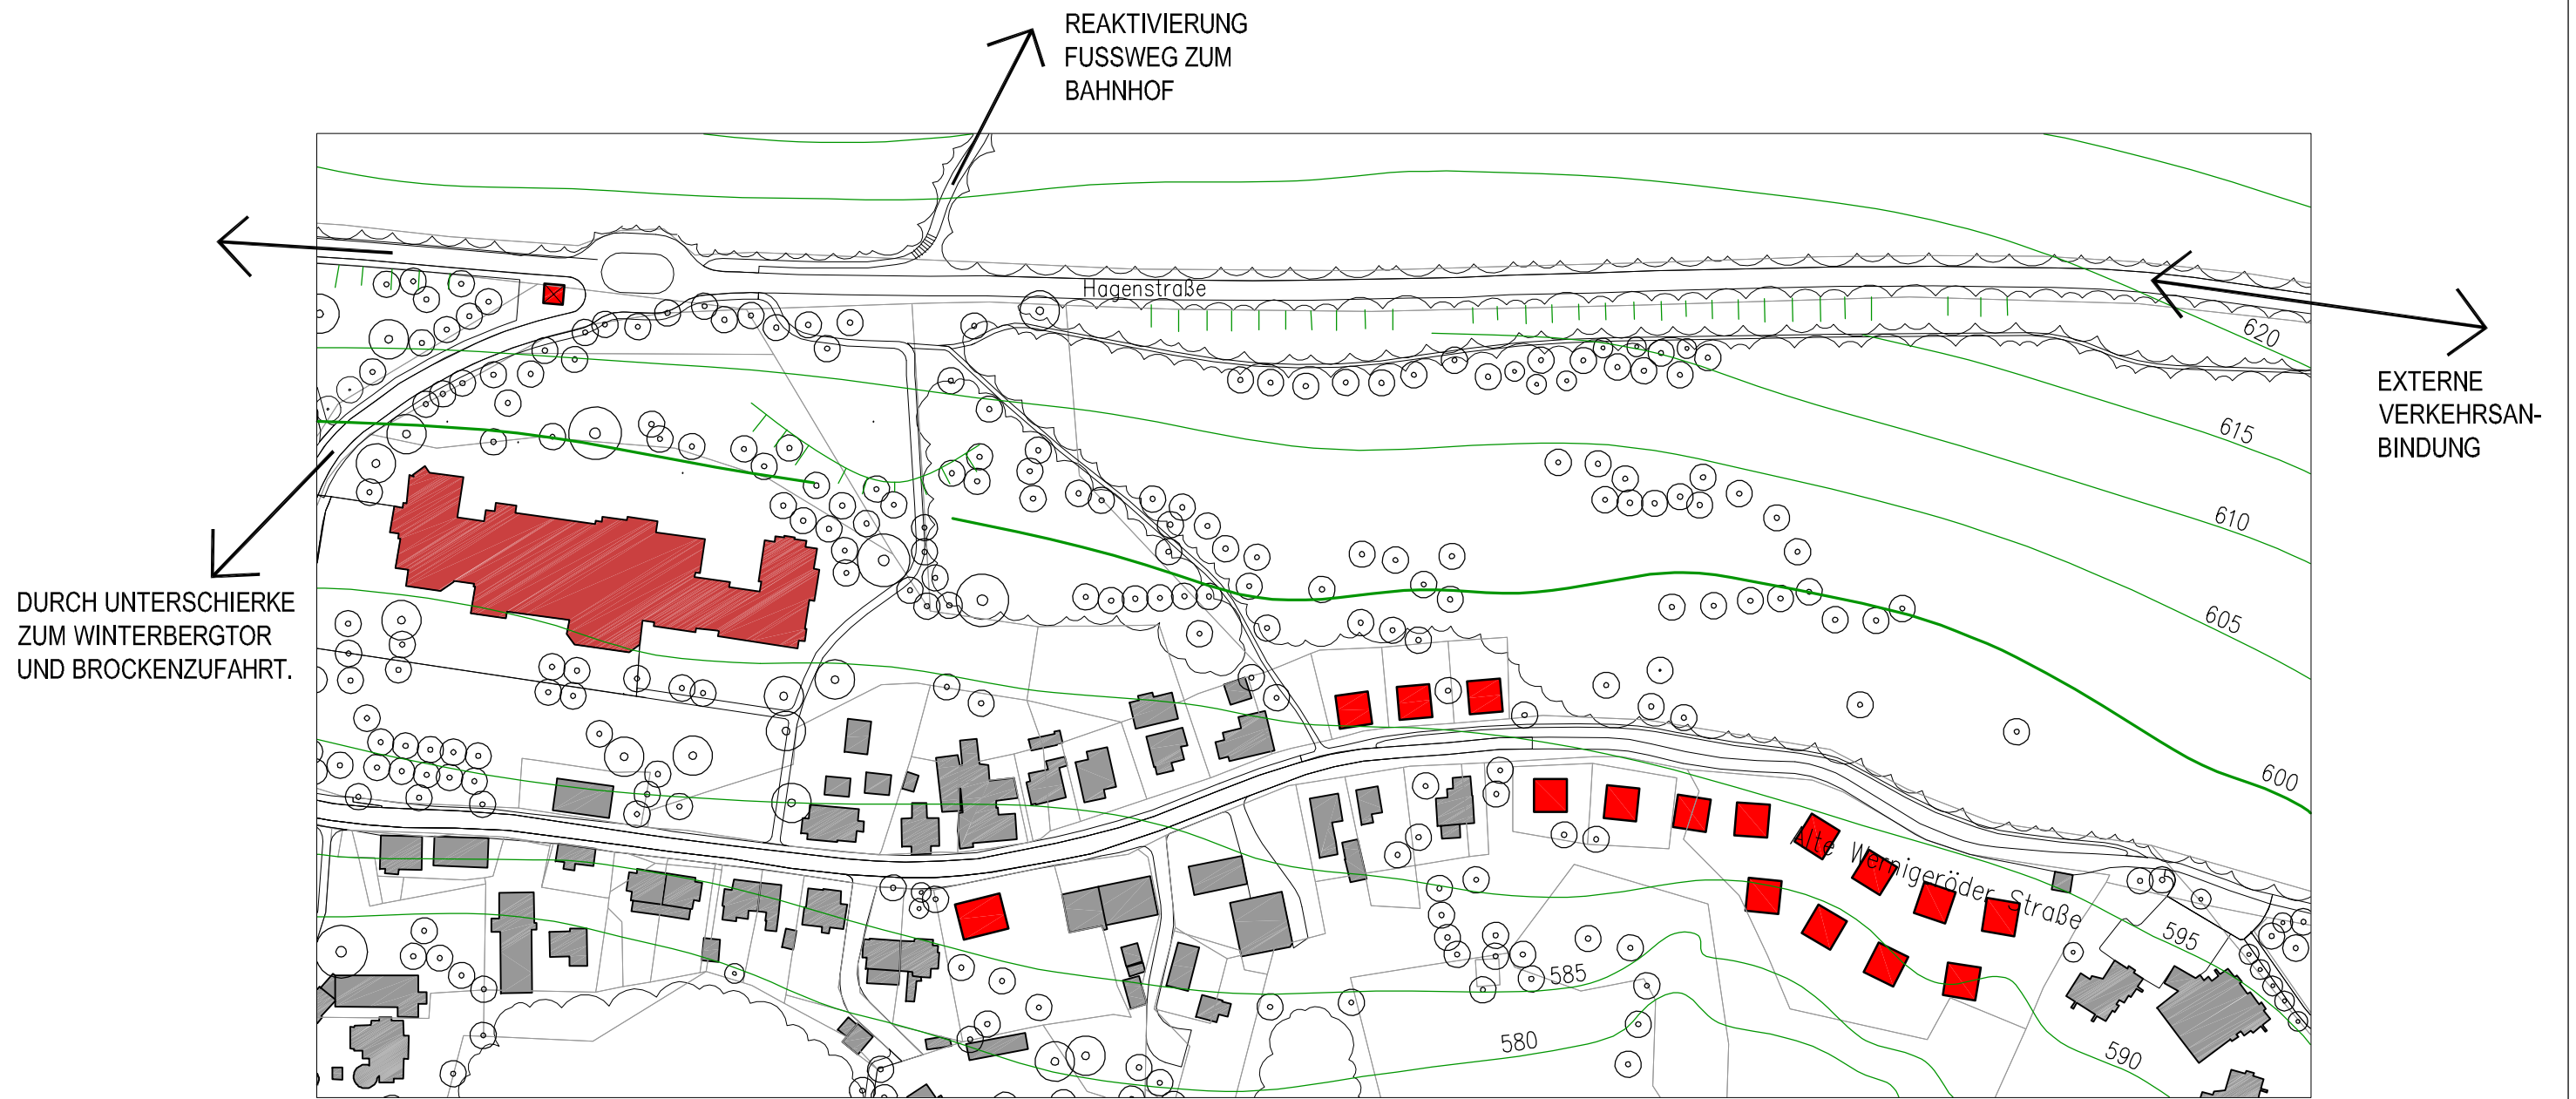 REAKTIVIERUNG
FUSSWEG ZUM
BAHNHOF
Hagenstraße
620
EXTERNE
VERKEHRSAN-
BINDUNG
615
610
DURCH UNTERSCHIERKE
ZUM WINTERBERGTOR
UND BROCKENZUFAHRT.
605
600
Alte Wernigeröder Straße
595
585
580
590